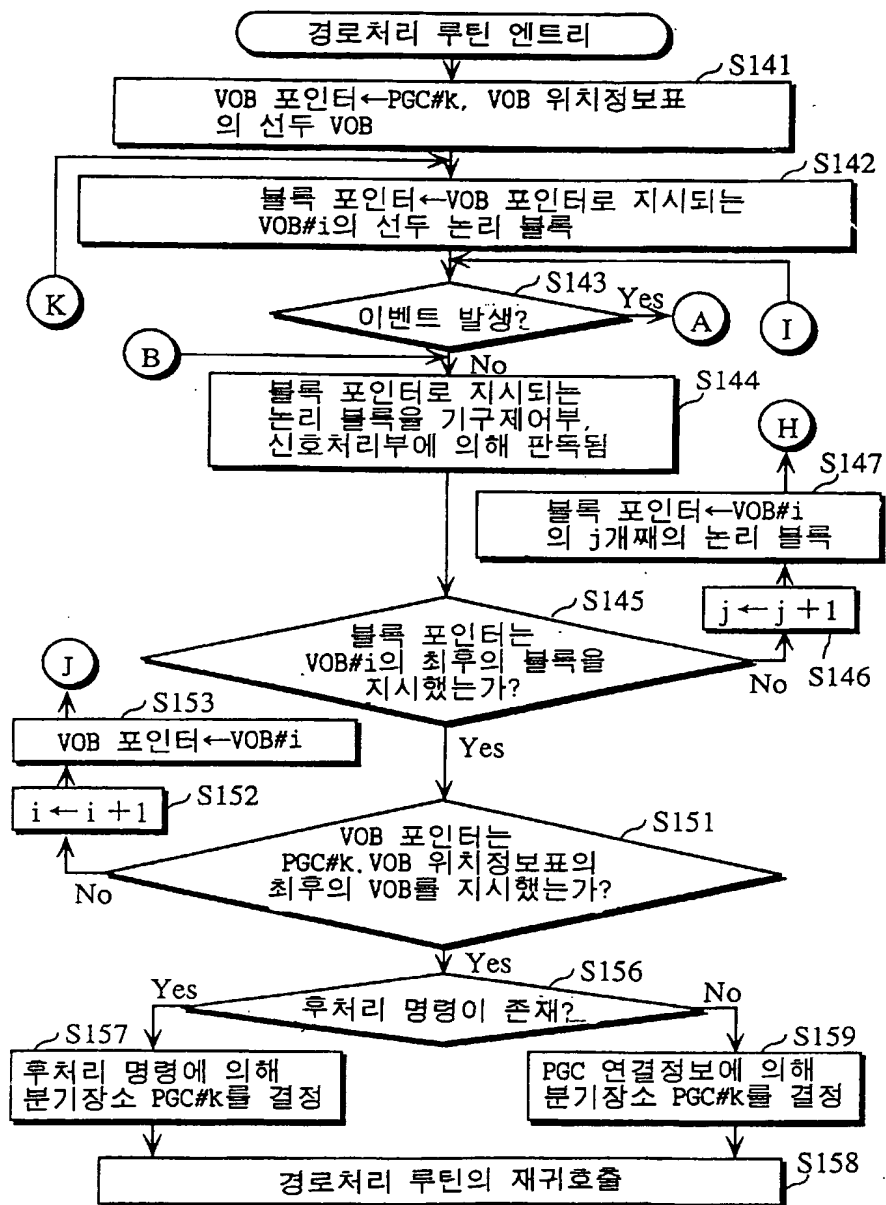 경로처리 루틴 엔트리
S141
VOB 포인터←PGC#k. VOB 위치정보표
의 선두 VOB
S142
블록 포인터←VOB 포인터로 지시되는
VOB#i의 선두 논리 블록
K
S143
이벤트 발생?
Yes
A
I
B
No
S144
블록 포인터로 지시되는
논리 블록을 기구제어부,
신호처리부에 의해 판독됨
H
S147
블록 포인터←VOB#i
의 j개째의 논리 블록
j←j+1
S146
S145
블록 포인터는
VOB#i의 최후의 블록을
지시했는가?
No
Yes
J
S153
VOB 포인터←VOB#i
i←i+1
S152
S151
VOB 포인터는
PGC#k.VOB 위치정보표의
최후의 VOB를 지시했는가?
No
Yes
S156
후처리 명령이 존재?
Yes
No
S157
후처리 명령에 의해
분기장소 PGC#k를 결정
S159
PGC 연결정보에 의해
분기장소 PGC#k를 결정
S158
경로처리 루틴의 재귀호출